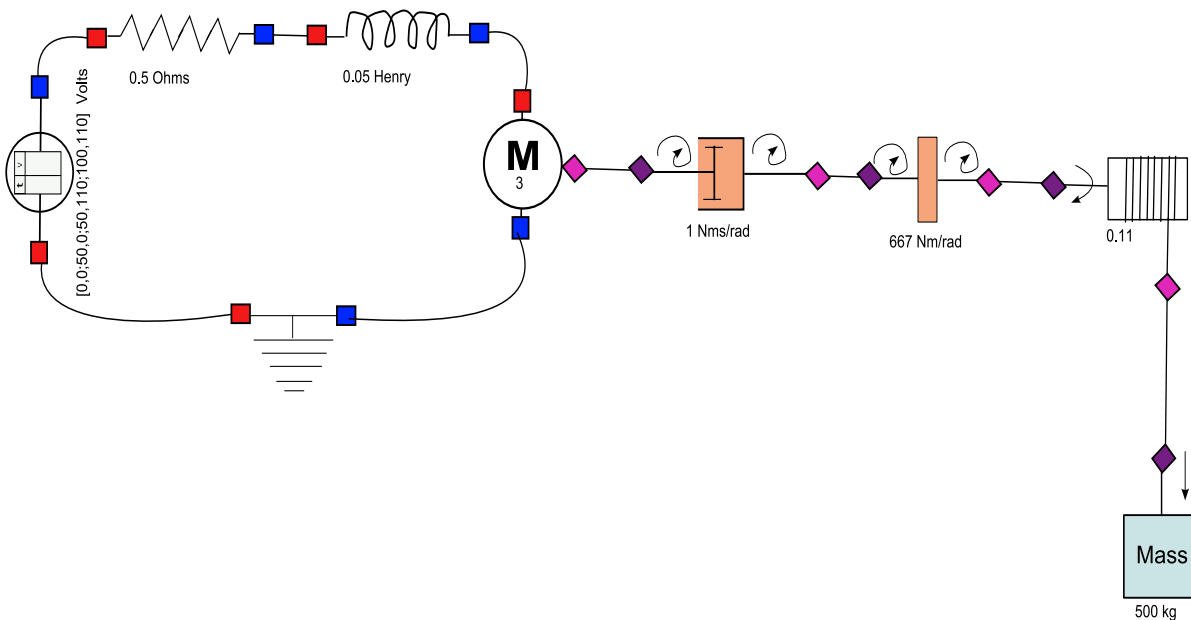 0.5 Ohms
0.05 Henry
[0,0;50,0;50,110;100,110] Volts
v
t
M
3
1 Nms/rad
667 Nm/rad
0.11
Mass
500 kg